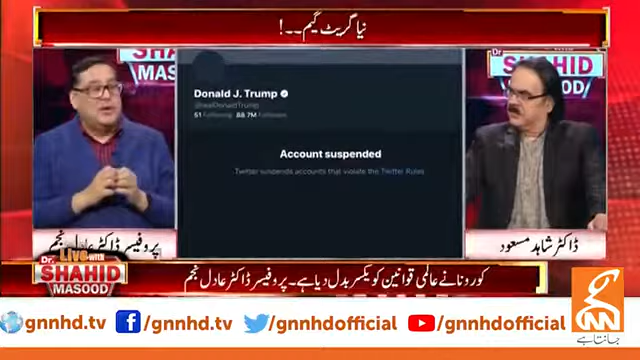 نیا گریٹ گیم ..!
Dr.
SHAHID
MASOOD
Donald J. Trump
@realDonaldTrump
51 Following 88.7M Followers
Account suspended
Twitter suspends accounts that violate the Twitter Rules
Dr.
SHAHID
MASOOD
پروفیسر ڈاکٹر عادل نجم
ڈاکٹر شاہد مسعود
Live with
Dr.
SHAHID
MASOOD
کورونا نے عالمی قوانین کو یکسر بدل دیا ہے۔ پروفیسر ڈاکٹر عادل نجم
gnnhd.tv /gnnhdofficial /gnnhdofficial gnnhd.tv
GNN
جانتا ہے